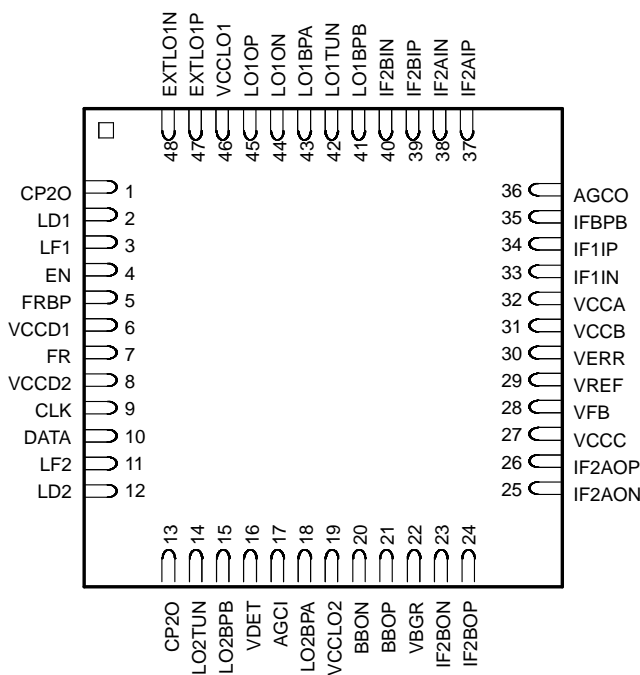 EXTLO1N
EXTLO1P
VCCLO1
LO1OP
LO1ON
LO1BPA
LO1TUN
LO1BPB
IF2BIN
IF2BIP
IF2AIN
IF2AIP
48
47
46
45
44
43
42
41
40
39
38
37
CP2O 1
LD1 2
LF1 3
EN 4
FRBP 5
VCCD1 6
FR 7
VCCD2 8
CLK 9
DATA 10
LF2 11
LD2 12
36 AGCO
35 IFBPB
34 IF1IP
33 IF1IN
32 VCCA
31 VCCB
30 VERR
29 VREF
28 VFB
27 VCCC
26 IF2AOP
25 IF2AON
13
14
15
16
17
18
19
20
21
22
23
24
CP2O
LO2TUN
LO2BPB
VDET
AGCI
LO2BPA
VCCLO2
BBON
BBOP
VBGR
IF2BON
IF2BOP